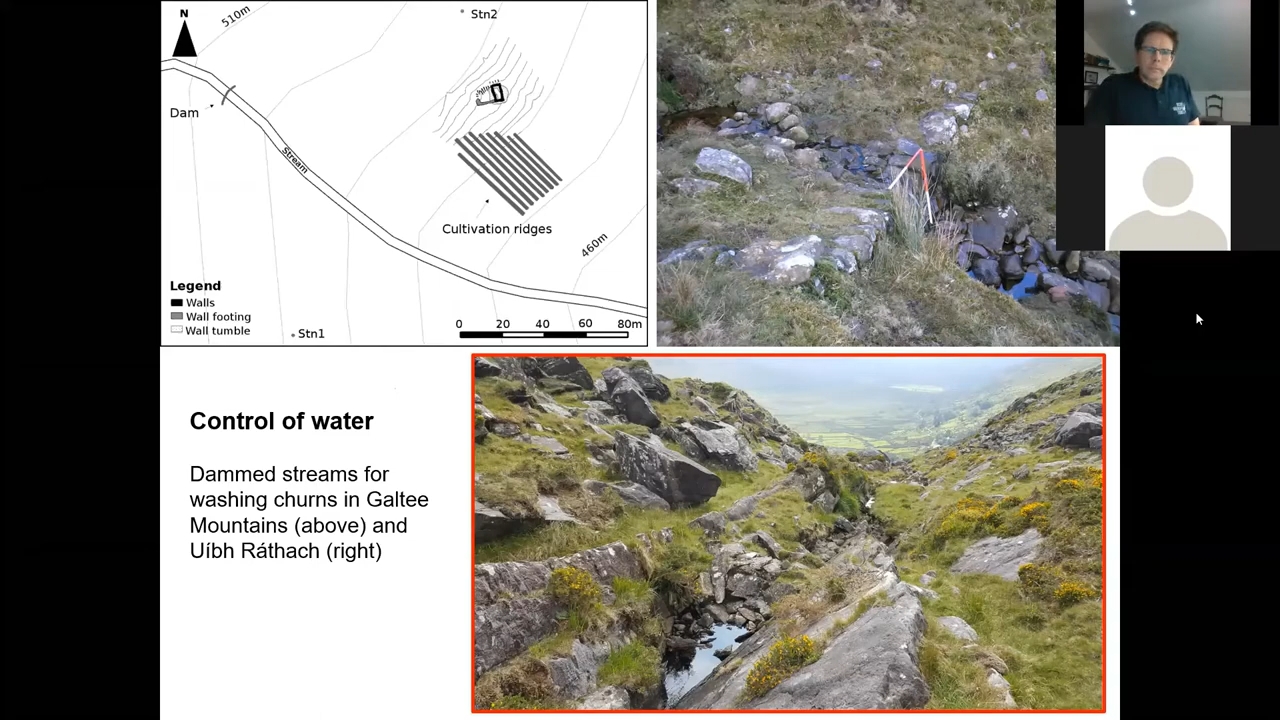 N
510m
Stn2
Dam
Stream
Cultivation ridges
460m
Legend
Walls
Wall footing
Wall tumble
Stn1
0 20 40 60 80m
Control of water
Dammed streams for
washing churns in Galtee
Mountains (above) and
Uíbh Ráthach (right)